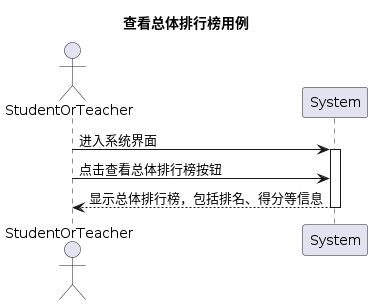 查看总体排行榜用例
StudentOrTeacher
System
进入系统界面
点击查看总体排行榜按钮
显示总体排行榜，包括排名、得分等信息
StudentOrTeacher
System